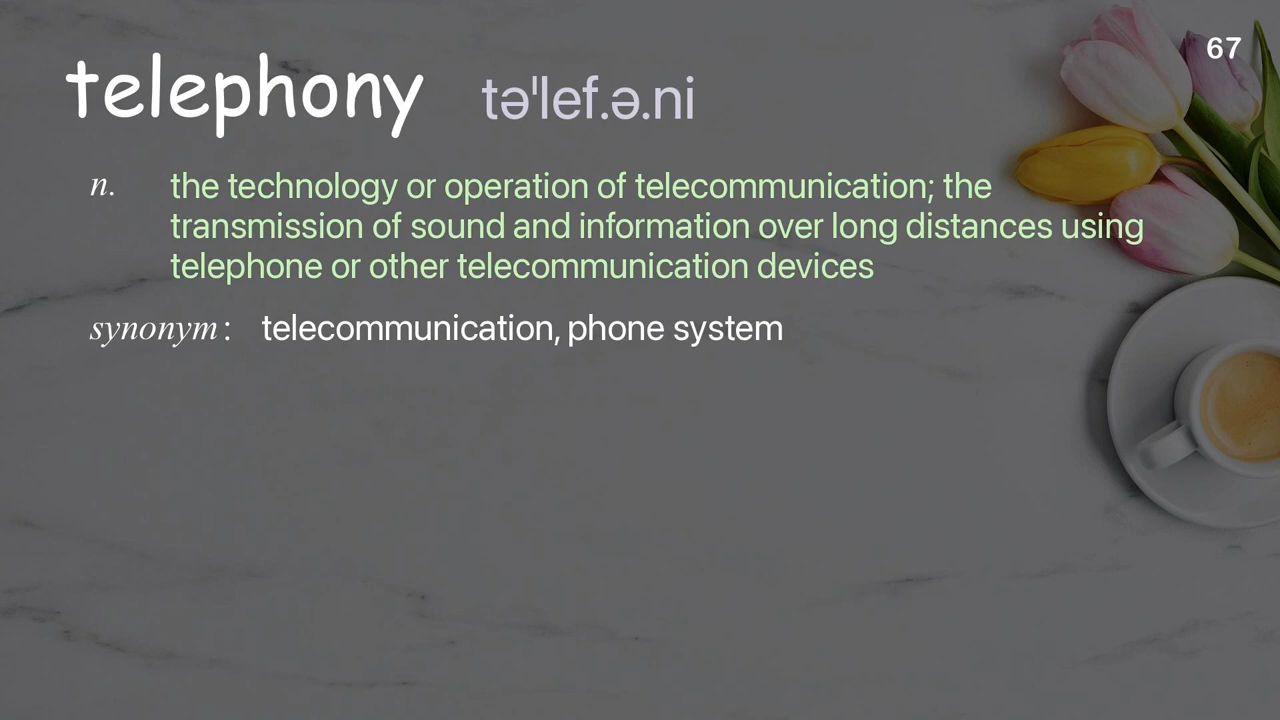 67
telephony təˈlef.ə.ni
n. the technology or operation of telecommunication; the
transmission of sound and information over long distances using
telephone or other telecommunication devices
synonym : telecommunication, phone system